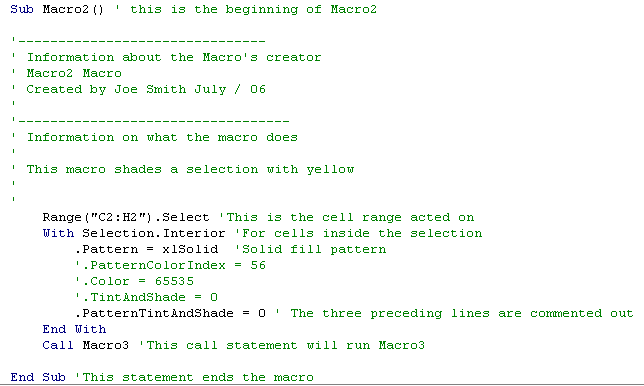 Sub Macro2() ' this is the beginning of Macro2
'-------------------------------
' Information about the Macro's creator
' Macro2 Macro
' Created by Joe Smith July / 06
'
'----------------------------------
' Information on what the macro does
'
' This macro shades a selection with yellow
'
'
Range("C2:H2").Select 'This is the cell range acted on
With Selection.Interior 'For cells inside the selection
.Pattern = xlSolid 'Solid fill pattern
'.PatternColorIndex = 56
'.Color = 65535
'.TintAndShade = 0
.PatternTintAndShade = 0 ' The three preceding lines are commented out
End With
Call Macro3 'This call statement will run Macro3
End Sub 'This statement ends the macro